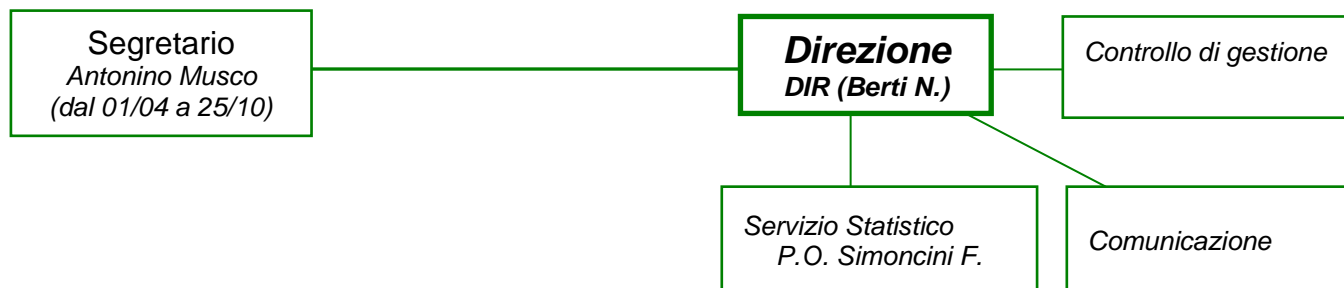 Segretario
Antonino Musco
(dal 01/04 a 25/10)
Direzione
DIR (Berti N.)
Controllo di gestione
Servizio Statistico
P.O. Simoncini F.
Comunicazione